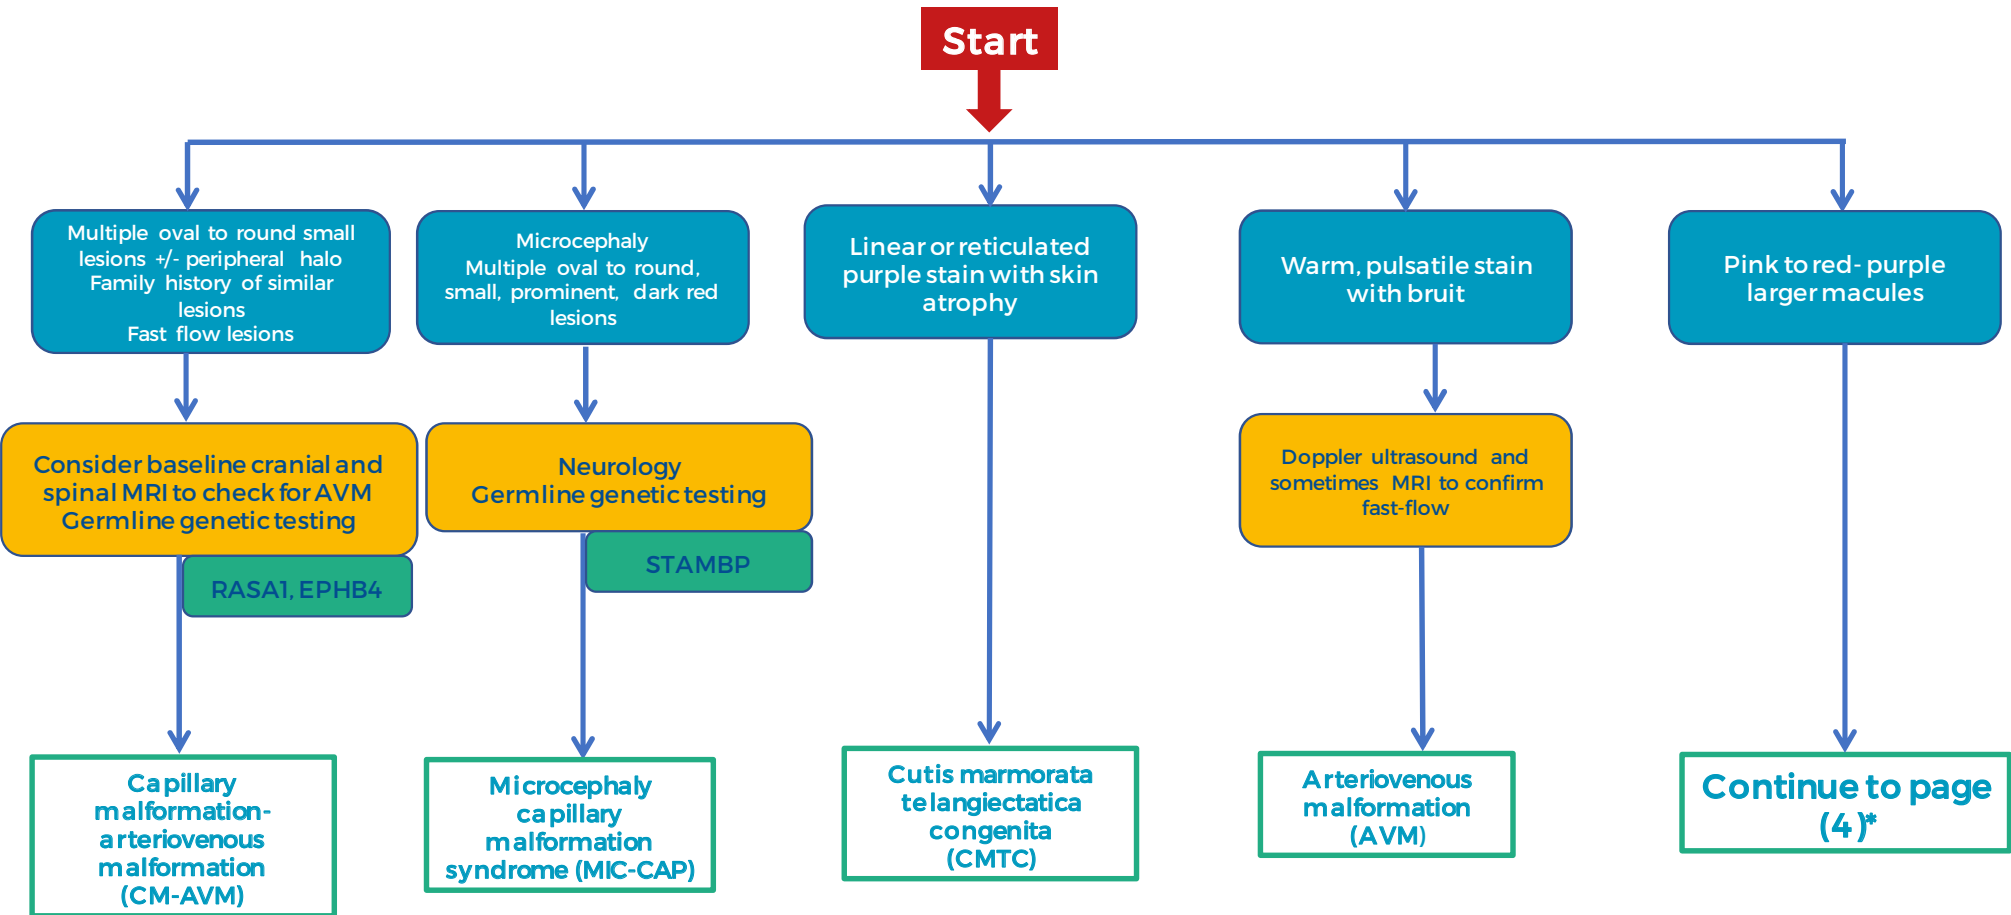 Start
Multiple oval to round small
lesions +/- peripheral halo
Family history of similar
lesions
Fast flow lesions
Microcephaly
Multiple oval to round,
small, prominent, dark red
lesions
Linear or reticulated
purple stain with skin
atrophy
Warm, pulsatile stain
with bruit
Pink to red- purple
larger macules
Consider baseline cranial and
spinal MRI to check for AVM
Germline genetic testing
Neurology
Germline genetic testing
Doppler ultrasound and
sometimes MRI to confirm
fast-flow
RASA1, EPHB4
STAMBP
Capillary
malformation-
arteriovenous
malformation
(CM-AVM)
Microcephaly
capillary
malformation
syndrome (MIC-CAP)
Cutis marmorata
telangiectatica
congenita
(CMTC)
Arteriovenous
malformation
(AVM)
Continue to page
(4)*